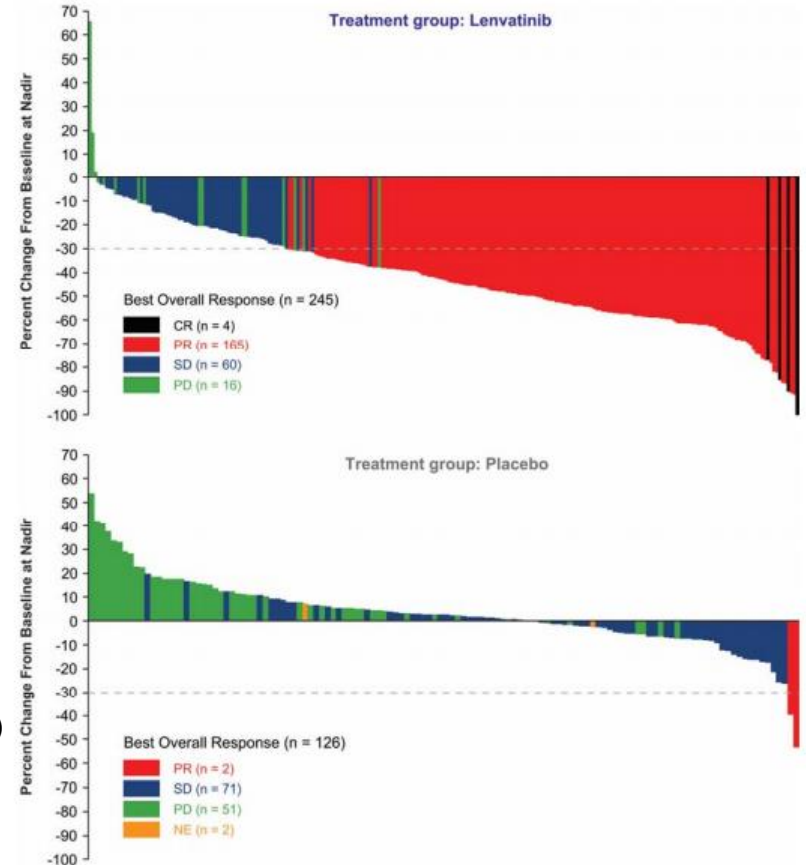 Treatment group: Lenvatinib
Percent Change From Baseline at Nadir
70
60
50
40
30
20
10
0
-10
-20
-30
-40
-50
-60
-70
-80
-90
-100
Best Overall Response (n = 245)
CR (n = 4)
PR (n = 165)
SD (n = 60)
PD (n = 16)
Treatment group: Placebo
Percent Change From Baseline at Nadir
70
60
50
40
30
20
10
0
-10
-20
-30
-40
-50
-60
-70
-80
-90
-100
)
Best Overall Response (n = 126)
PR (n = 2)
SD (n = 71)
PD (n = 51)
NE (n = 2)